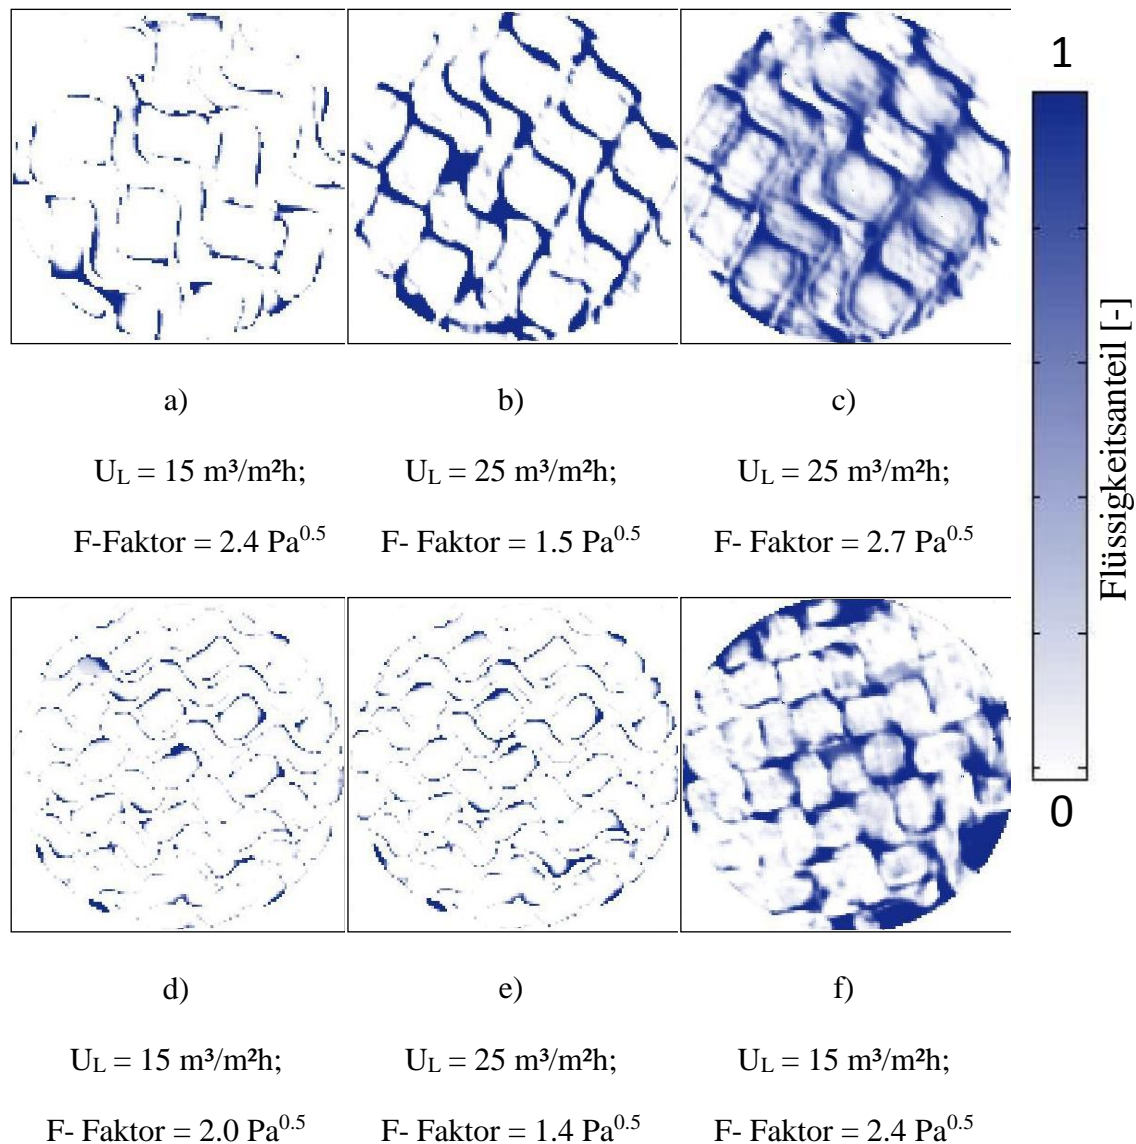 1
Flüssigkeitsanteil [-]
0
a)
b)
c)
U_L = 15 m³/m²h;
U_L = 25 m³/m²h;
U_L = 25 m³/m²h;
F-Faktor = 2.4 Pa^0.5
F- Faktor = 1.5 Pa^0.5
F- Faktor = 2.7 Pa^0.5
d)
e)
f)
U_L = 15 m³/m²h;
U_L = 25 m³/m²h;
U_L = 15 m³/m²h;
F- Faktor = 2.0 Pa^0.5
F- Faktor = 1.4 Pa^0.5
F- Faktor = 2.4 Pa^0.5